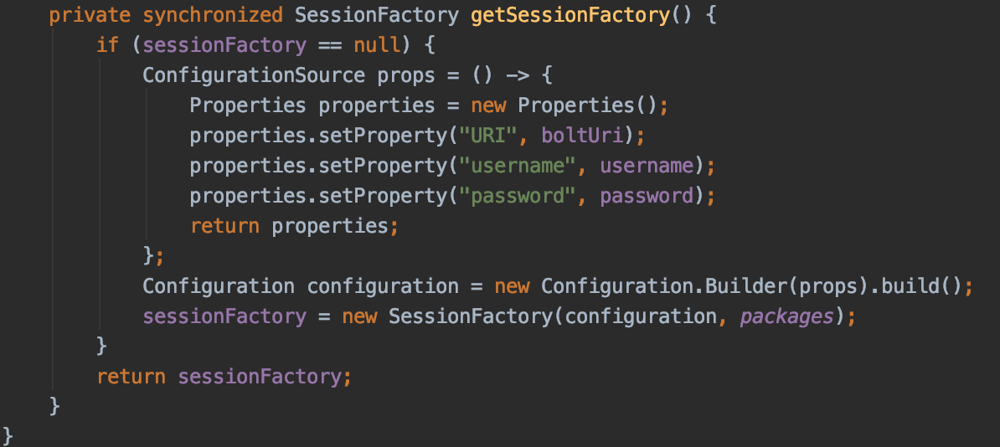 private synchronized SessionFactory getSessionFactory() {
if (sessionFactory == null) {
ConfigurationSource props = () -> {
Properties properties = new Properties();
properties.setProperty("URI", boltUri);
properties.setProperty("username", username);
properties.setProperty("password", password);
return properties;
};
Configuration configuration = new Configuration.Builder(props).build();
sessionFactory = new SessionFactory(configuration, packages);
}
return sessionFactory;
}
}